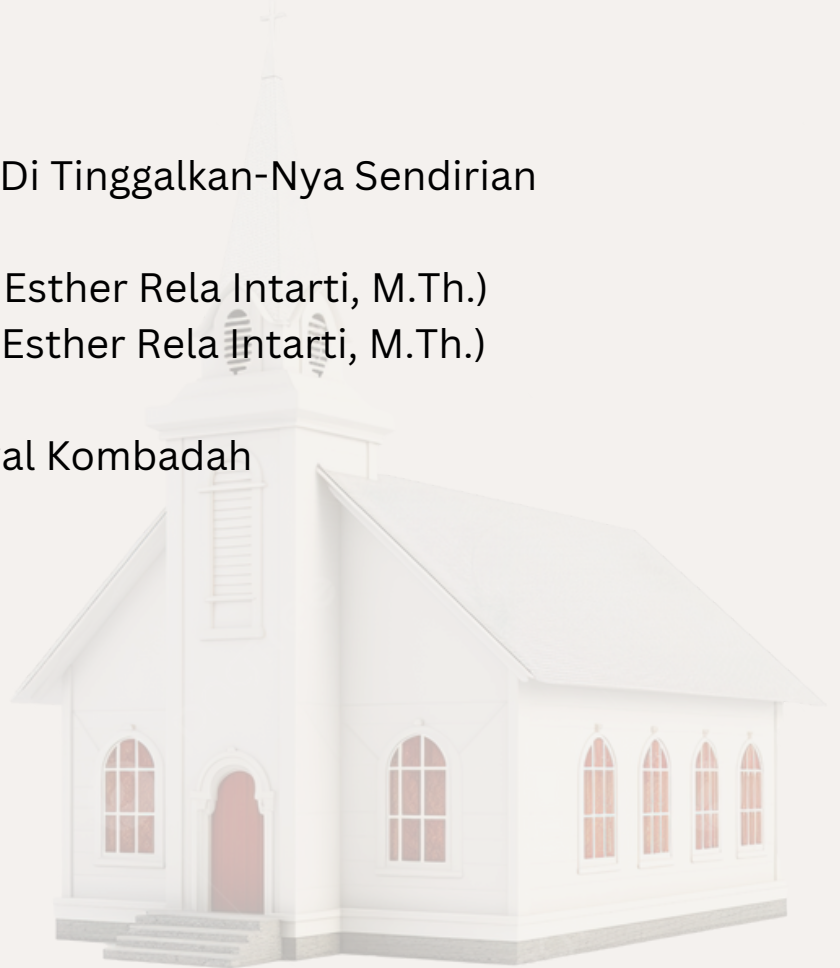 Di Tinggalkan-Nya Sendirian
Esther Rela Intarti, M.Th.)
Esther Rela Intarti, M.Th.)
al Kombadah